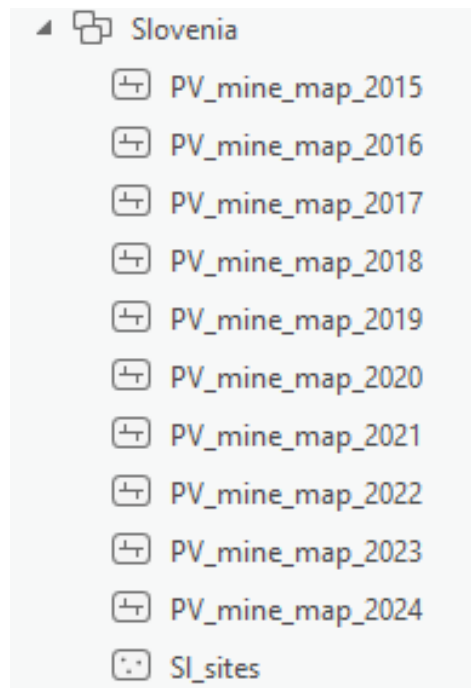 Slovenia
PV_mine_map_2015
PV_mine_map_2016
PV_mine_map_2017
PV_mine_map_2018
PV_mine_map_2019
PV_mine_map_2020
PV_mine_map_2021
PV_mine_map_2022
PV_mine_map_2023
PV_mine_map_2024
SI_sites